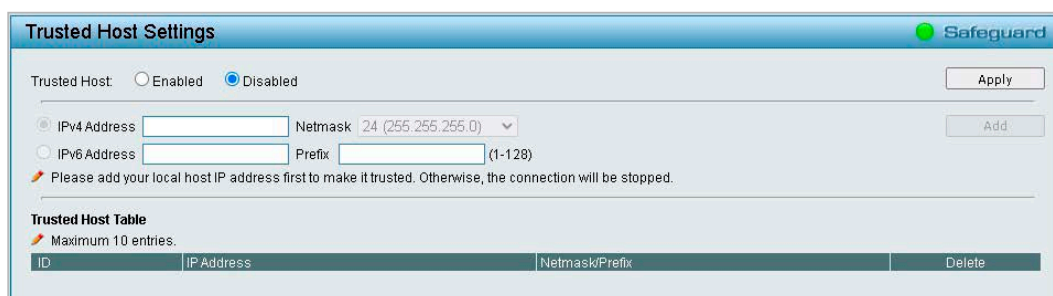 Trusted Host Settings
Safeguard
Trusted Host: Enabled Disabled Apply
IPv4 Address Netmask 24 (255.255.255.0) Add
IPv6 Address Prefix (1-128)
Please add your local host IP address first to make it trusted. Otherwise, the connection will be stopped.
Trusted Host Table
Maximum 10 entries.
ID IP Address Netmask/Prefix Delete